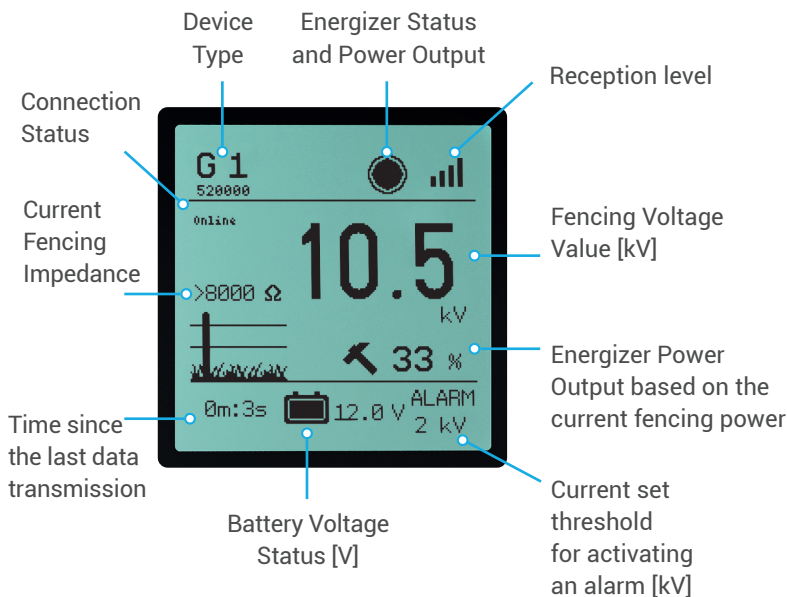 Device
Type
Energizer Status
and Power Output
Reception level
Connection
Status
G 1
520000
Online
Current
Fencing
Impedance
10.5
kV
Fencing Voltage
Value [kV]
>8000 Ω
33 %
Energizer Power
Output based on the
current fencing power
Time since
the last data
transmission
0m:3s
12.0 V
ALARM
2 kV
Battery Voltage
Status [V]
Current set
threshold
for activating
an alarm [kV]